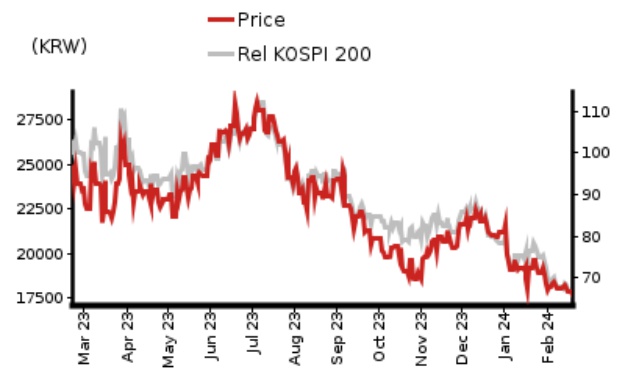 Price
(KRW)
Rel KOSPI 200
27500
25000
22500
20000
17500
110
100
90
80
70
Mar 23
Apr 23
May 23
Jun 23
Jul 23
Aug 23
Sep 23
Oct 23
Nov 23
Dec 23
Jan 24
Feb 24